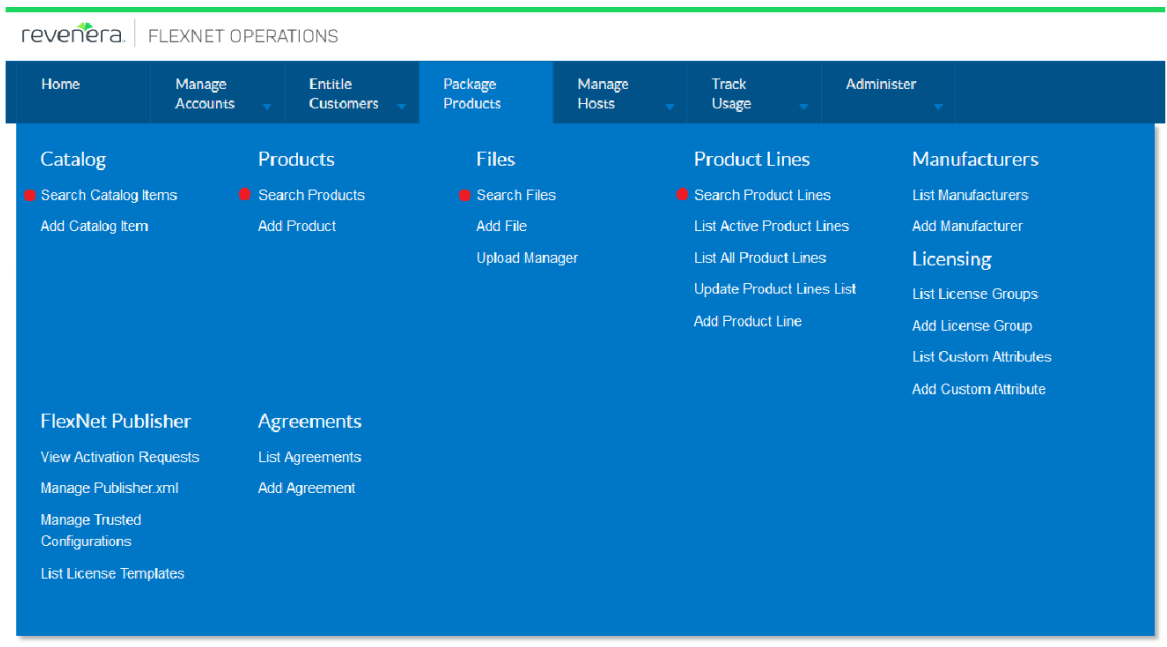 revenera. FLEXNET OPERATIONS
Home
Manage
Accounts
Entitle
Customers
Package
Products
Manage
Hosts
Track
Usage
Administer
Catalog
Search Catalog Items
Add Catalog Item
Products
Search Products
Add Product
Files
Search Files
Add File
Upload Manager
Product Lines
Search Product Lines
List Active Product Lines
List All Product Lines
Update Product Lines List
Add Product Line
Manufacturers
List Manufacturers
Add Manufacturer
Licensing
List License Groups
Add License Group
List Custom Attributes
Add Custom Attribute
FlexNet Publisher
View Activation Requests
Manage Publisher.xml
Manage Trusted
Configurations
List License Templates
Agreements
List Agreements
Add Agreement